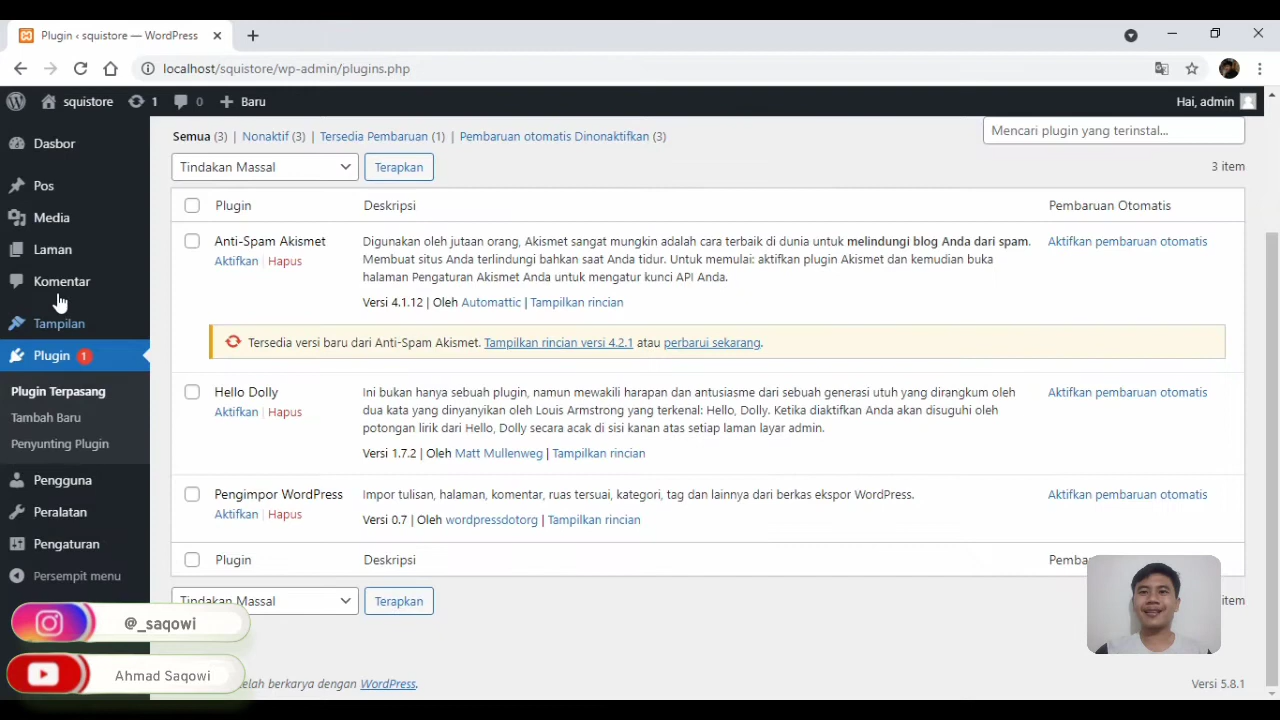 Plugin ‹ squistore — WordPress
localhost/squistore/wp-admin/plugins.php
squistore 1 0 Baru
Hai, admin
Dasbor
Pos
Media
Laman
Komentar
Tampilan
Plugin 1
Plugin Terpasang
Tambah Baru
Penyunting Plugin
Pengguna
Peralatan
Pengaturan
Persempit menu
Semua (3) | Nonaktif (3) | Tersedia Pembaruan (1) | Pembaruan otomatis Dinonaktifkan (3)
Mencari plugin yang terinstal...
Tindakan Massal Terapkan
3 item
Plugin Deskripsi Pembaruan Otomatis
Anti-Spam Akismet
Aktifkan | Hapus
Digunakan oleh jutaan orang, Akismet sangat mungkin adalah cara terbaik di dunia untuk melindungi blog Anda dari spam.
Membuat situs Anda terlindungi bahkan saat Anda tidur. Untuk memulai: aktifkan plugin Akismet dan kemudian buka
halaman Pengaturan Akismet Anda untuk mengatur kunci API Anda.
Versi 4.1.12 | Oleh Automattic | Tampilkan rincian
Aktifkan pembaruan otomatis
Tersedia versi baru dari Anti-Spam Akismet. Tampilkan rincian versi 4.2.1 atau perbarui sekarang.
Hello Dolly
Aktifkan | Hapus
Ini bukan hanya sebuah plugin, namun mewakili harapan dan antusiasme dari sebuah generasi utuh yang dirangkum oleh
dua kata yang dinyanyikan oleh Louis Armstrong yang terkenal: Hello, Dolly. Ketika diaktifkan Anda akan disuguhi oleh
potongan lirik dari Hello, Dolly secara acak di sisi kanan atas setiap laman layar admin.
Versi 1.7.2 | Oleh Matt Mullenweg | Tampilkan rincian
Aktifkan pembaruan otomatis
Pengimpor WordPress
Aktifkan | Hapus
Impor tulisan, halaman, komentar, ruas tersuai, kategori, tag dan lainnya dari berkas ekspor WordPress.
Versi 0.7 | Oleh wordpressdotorg | Tampilkan rincian
Aktifkan pembaruan otomatis
Plugin Deskripsi
Tindakan Massal Terapkan
item
berkarya dengan WordPress.
Versi 5.8.1
@_saqowi
Ahmad Saqowi